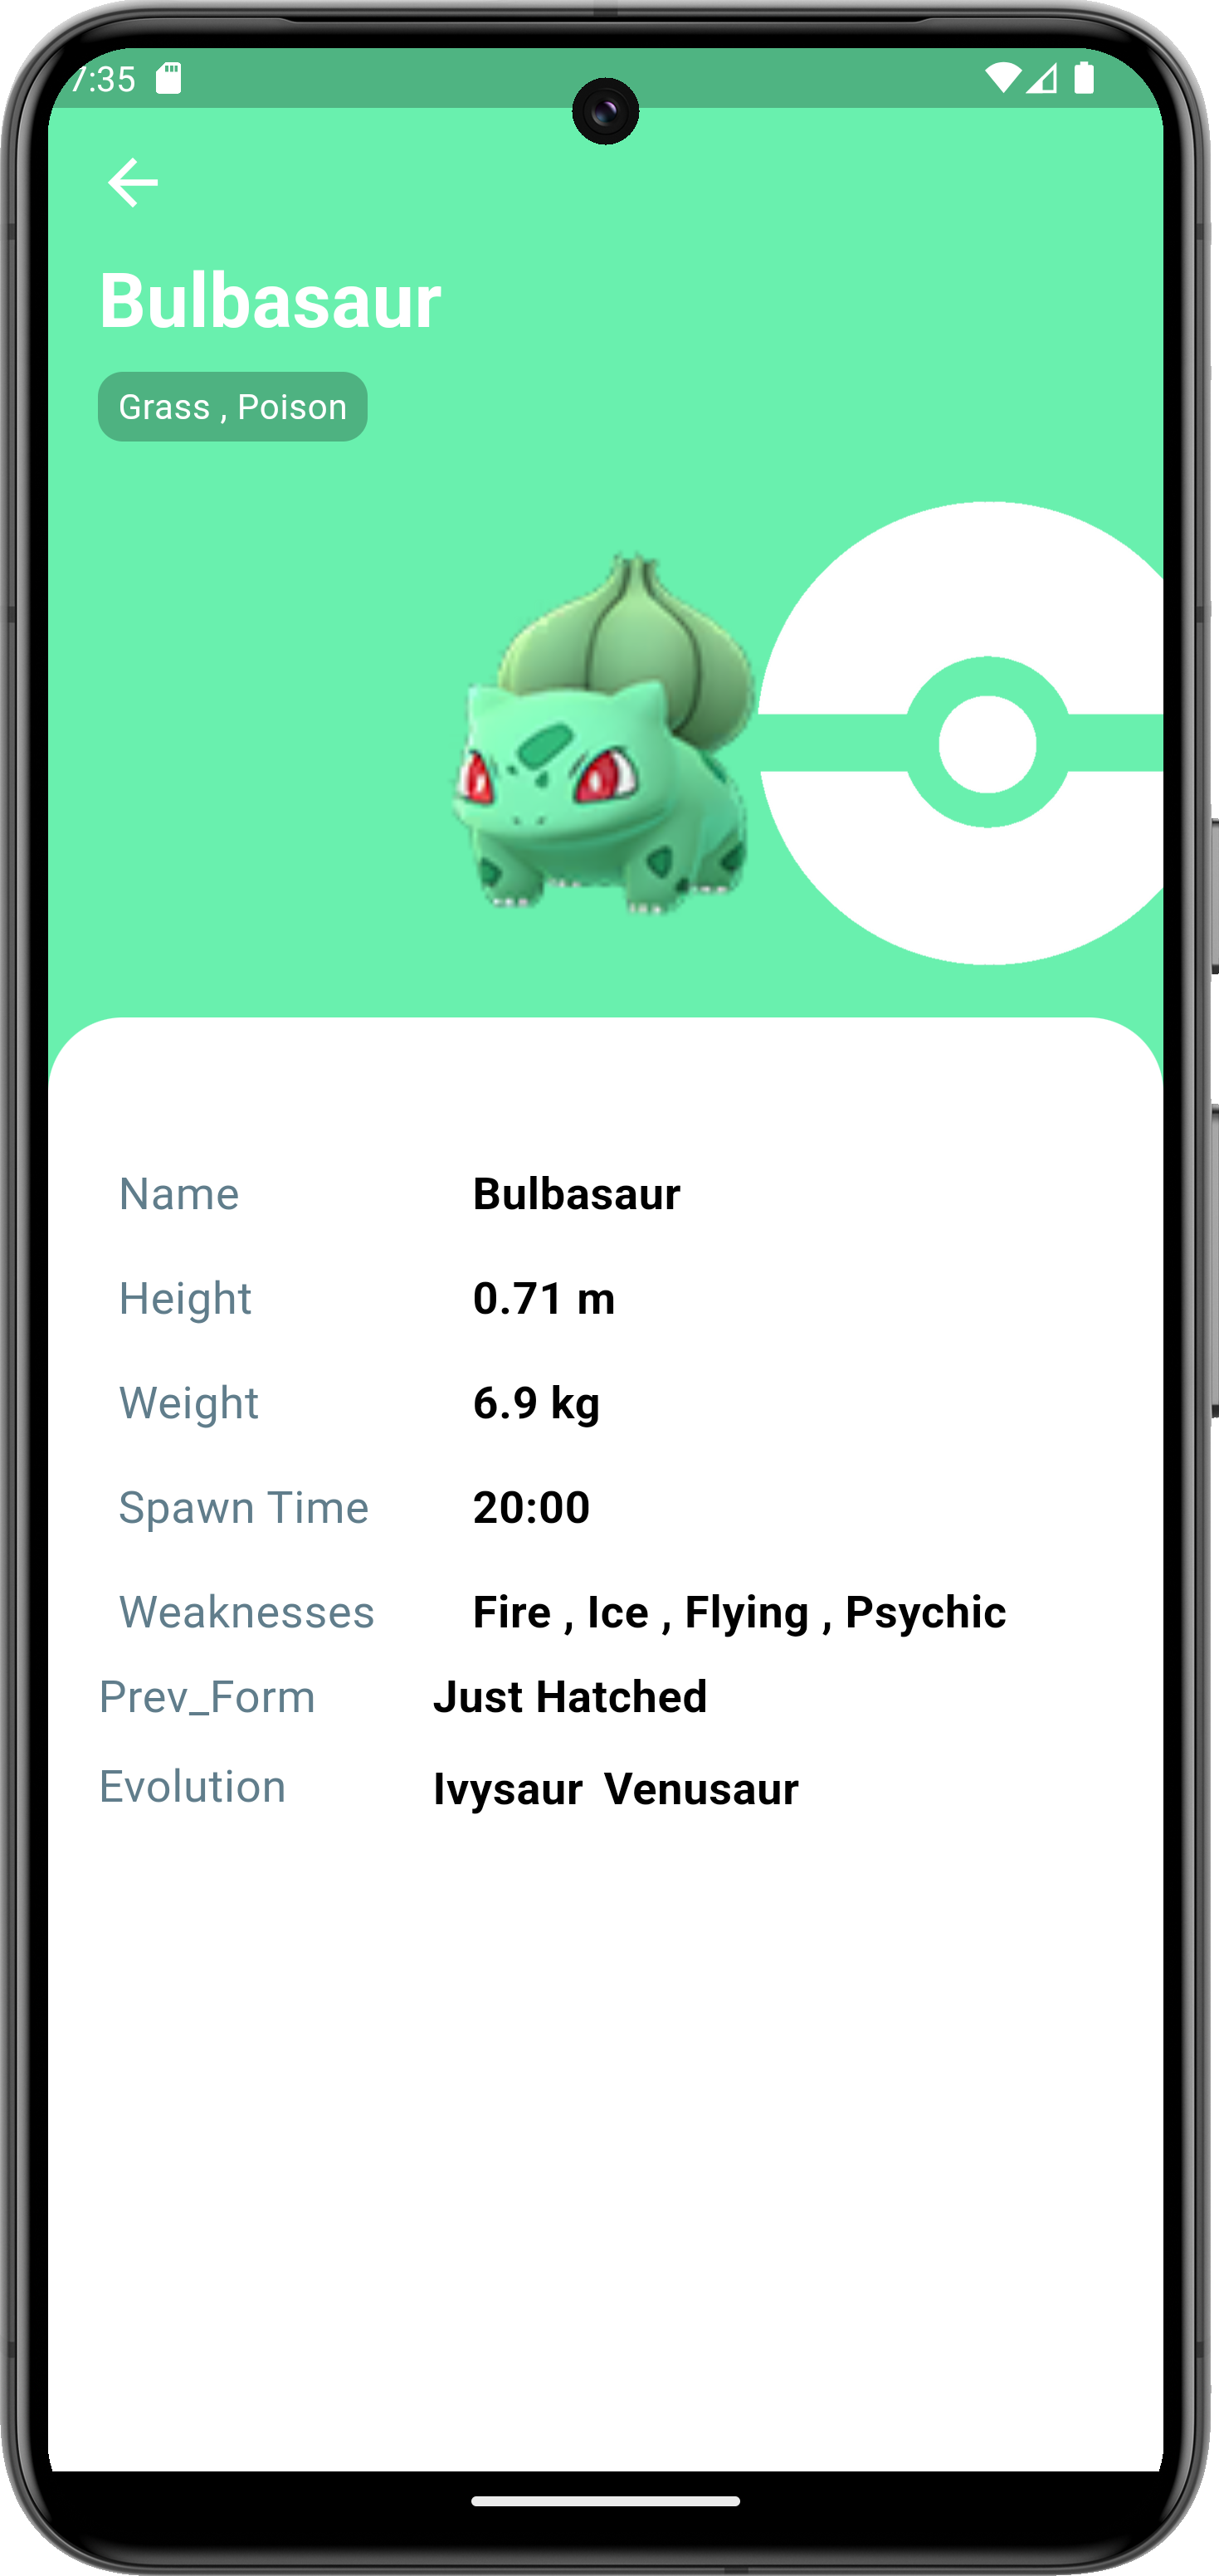 7:35
Bulbasaur
Grass , Poison
Name Bulbasaur
Height 0.71 m
Weight 6.9 kg
Spawn Time 20:00
Weaknesses Fire , Ice , Flying , Psychic
Prev_Form Just Hatched
Evolution Ivysaur Venusaur